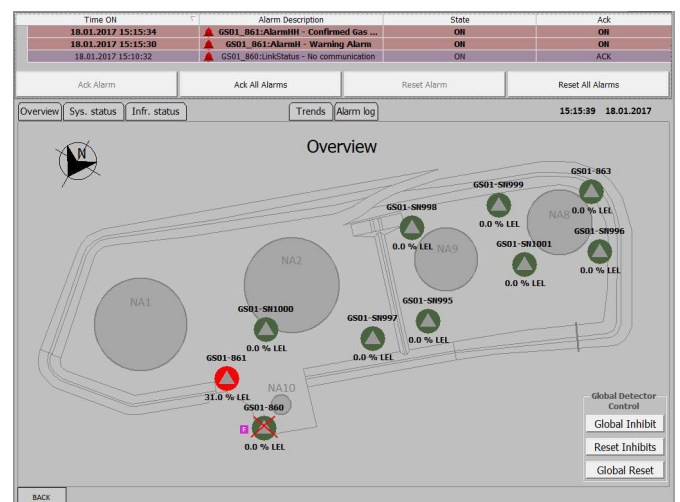 Time ON Alarm Description State Ack
18.01.2017 15:15:34 GS01_861:AlarmHH - Confirmed Gas ... ON ON
18.01.2017 15:15:30 GS01_861:AlarmH - Warning Alarm ON ON
18.01.2017 15:10:32 GS01_860:LinkStatus - No communication ON ACK
Ack Alarm Ack All Alarms Reset Alarm Reset All Alarms
Overview Sys. status Infr. status Trends Alarm log 15:15:39 18.01.2017
N
Overview
GS01-863
GS01-SN999
0.0 % LEL
GS01-SN998
NA8
0.0 % LEL
GS01-SN996
0.0 % LEL
NA9
GS01-SN1001
0.0 % LEL
NA2
0.0 % LEL
NA1
GS01-SN995
GS01-SN1000
GS01-SN997
0.0 % LEL
0.0 % LEL
0.0 % LEL
GS01-861
NA10
31.0 % LEL
GS01-860
F
0.0 % LEL
Global Detector
Control
Global Inhibit
Reset Inhibits
Global Reset
BACK